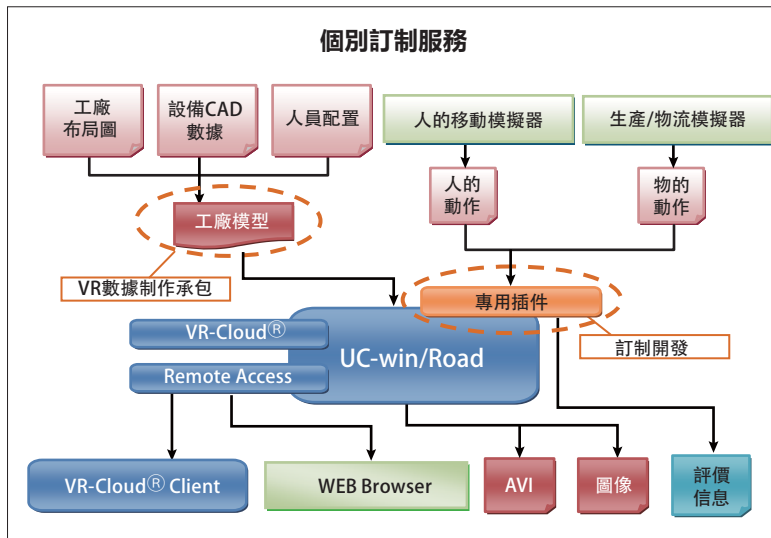 個別訂制服務
工廠
布局圖
設備CAD
數據
人員配置
人的移動模擬器
生產/物流模擬器
人的
動作
物的
動作
工廠模型
VR數據制作承包
專用插件
訂制開發
VR-Cloud®
UC-win/Road
Remote Access
VR-Cloud® Client
WEB Browser
AVI
圖像
評價
信息